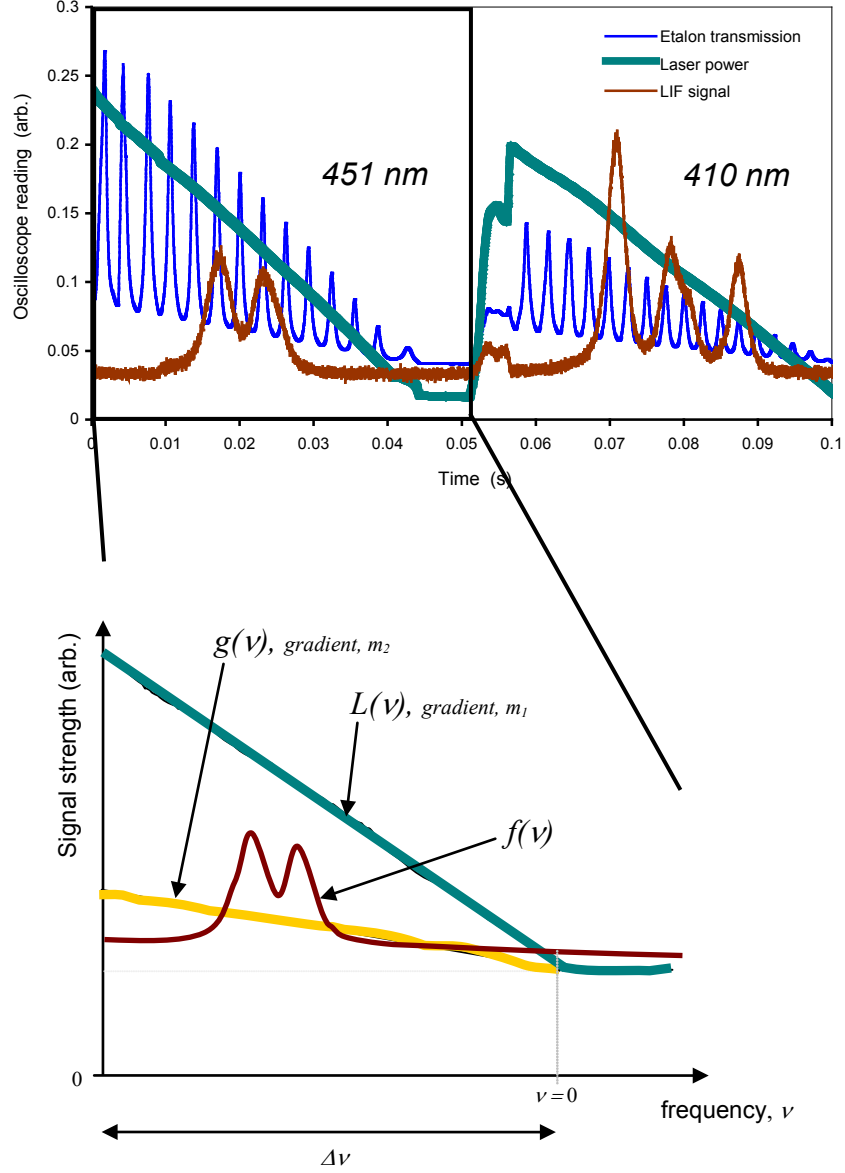 0.3
0.25
0.2
0.15
0.1
0.05
0
Oscilloscope reading (arb.)
Etalon transmission
Laser power
LIF signal
451 nm
410 nm
0 0.01 0.02 0.03 0.04 0.05 0.06 0.07 0.08 0.09 0.1
Time (s)
Signal strength (arb.)
g(ν), gradient, m₂
L(ν), gradient, m₁
f(ν)
0
ν = 0
frequency, ν
Δν